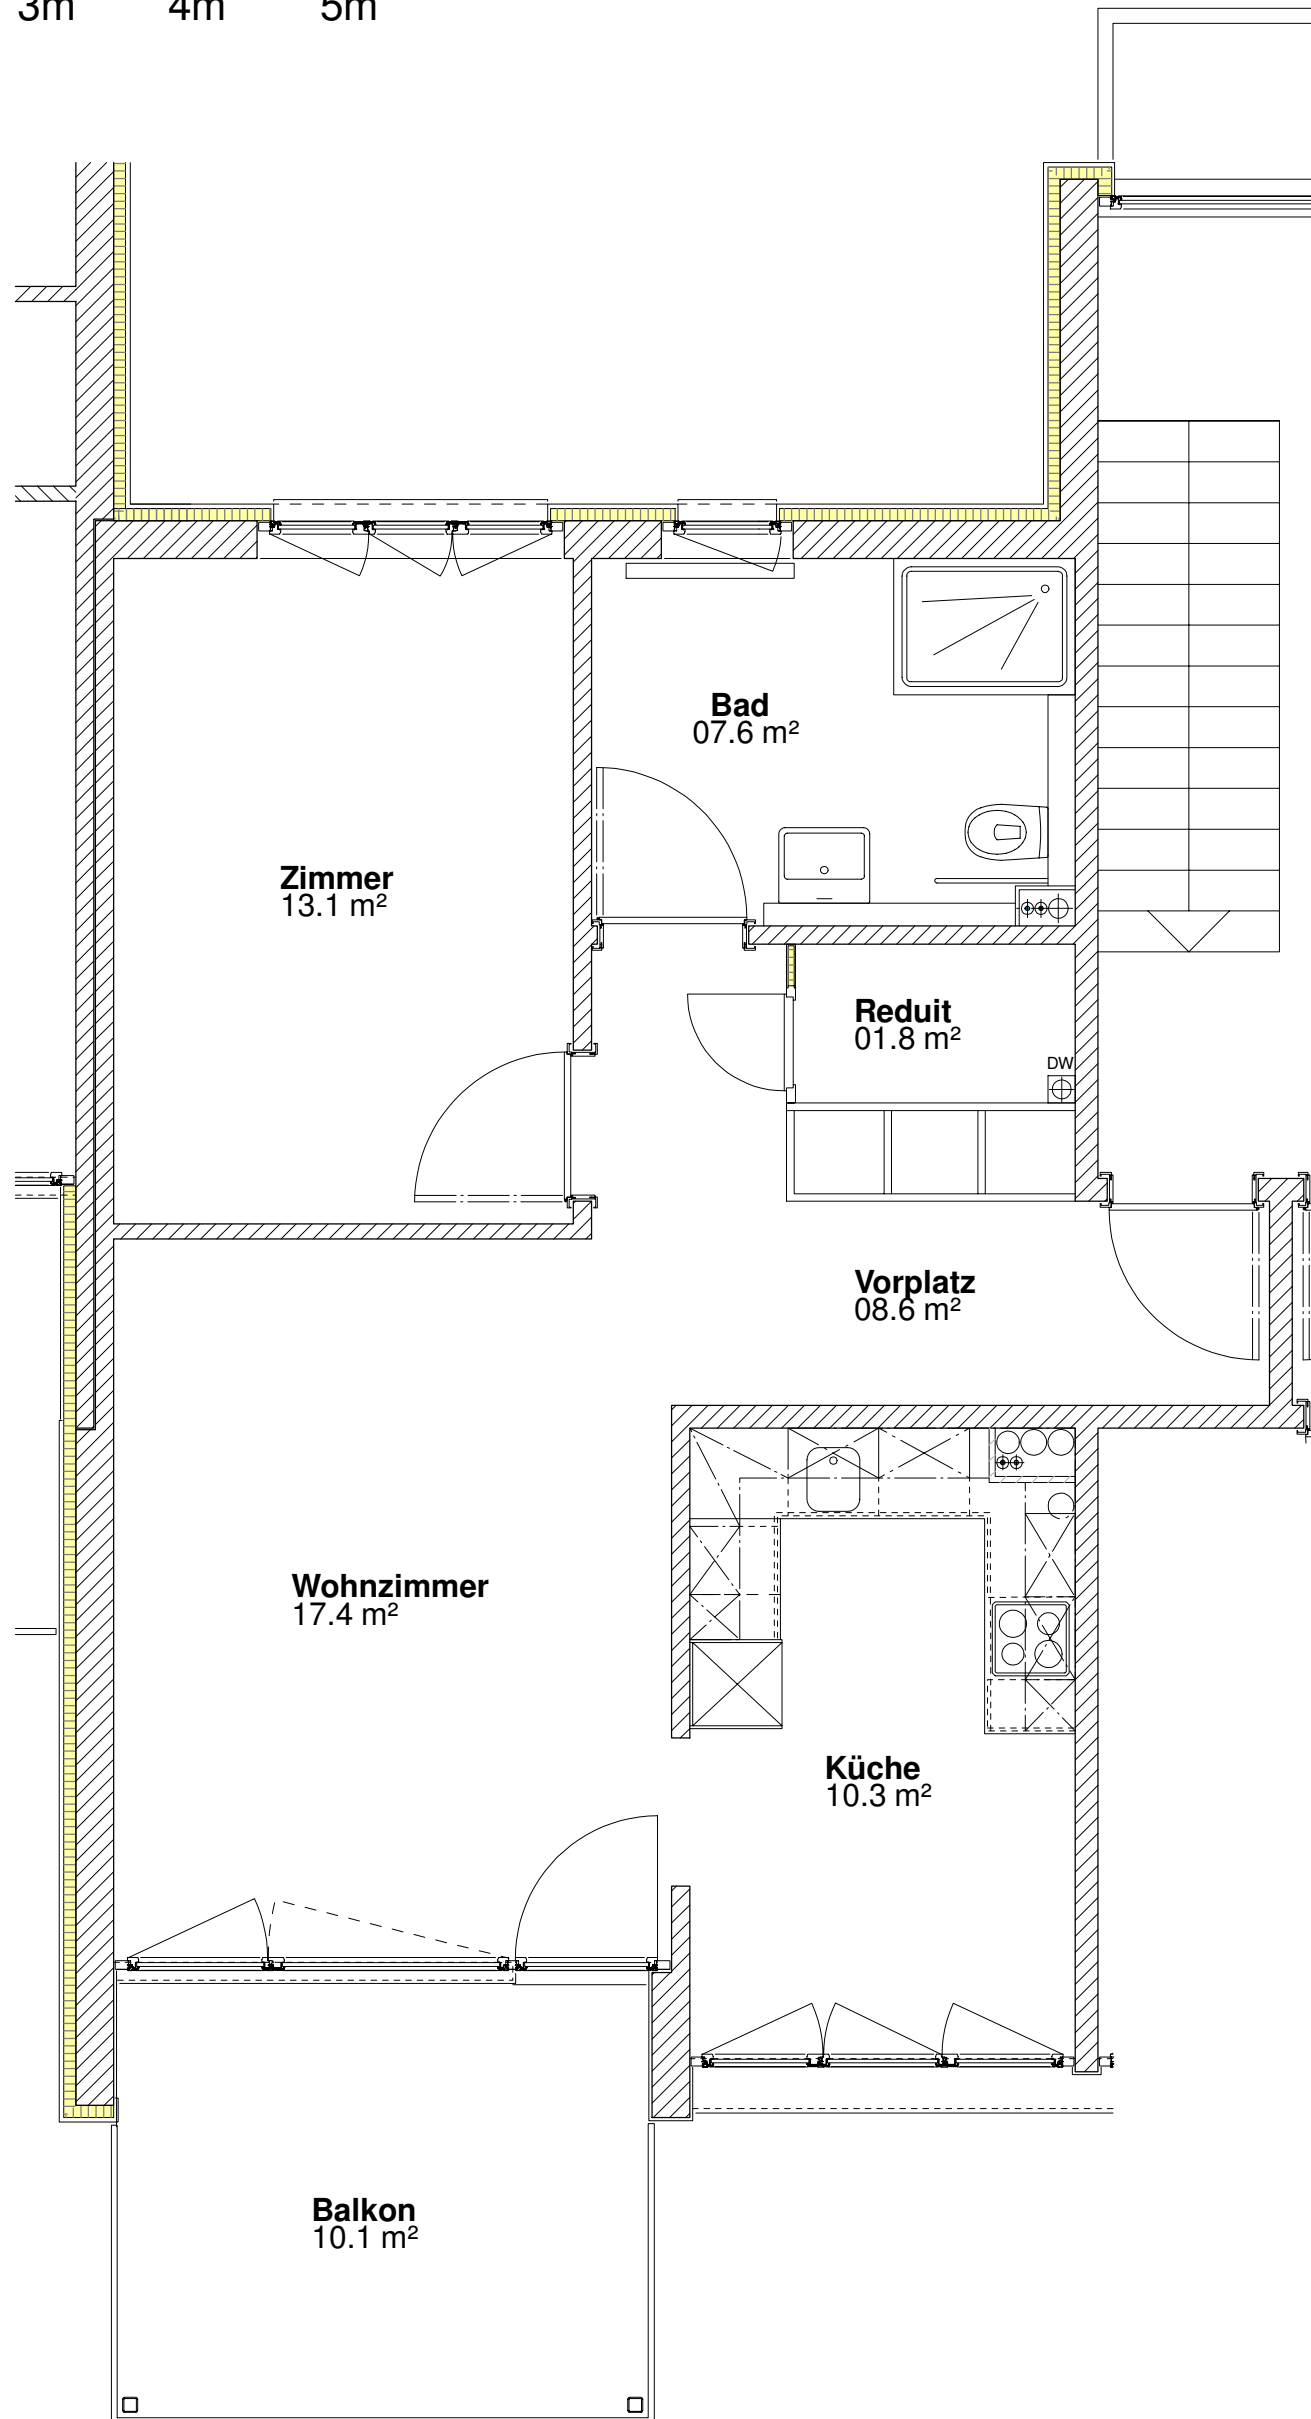 3m 4m 5m
Bad
07.6 m²
Zimmer
13.1 m²
Reduit
01.8 m²
DW
Vorplatz
08.6 m²
Wohnzimmer
17.4 m²
Küche
10.3 m²
Balkon
10.1 m²